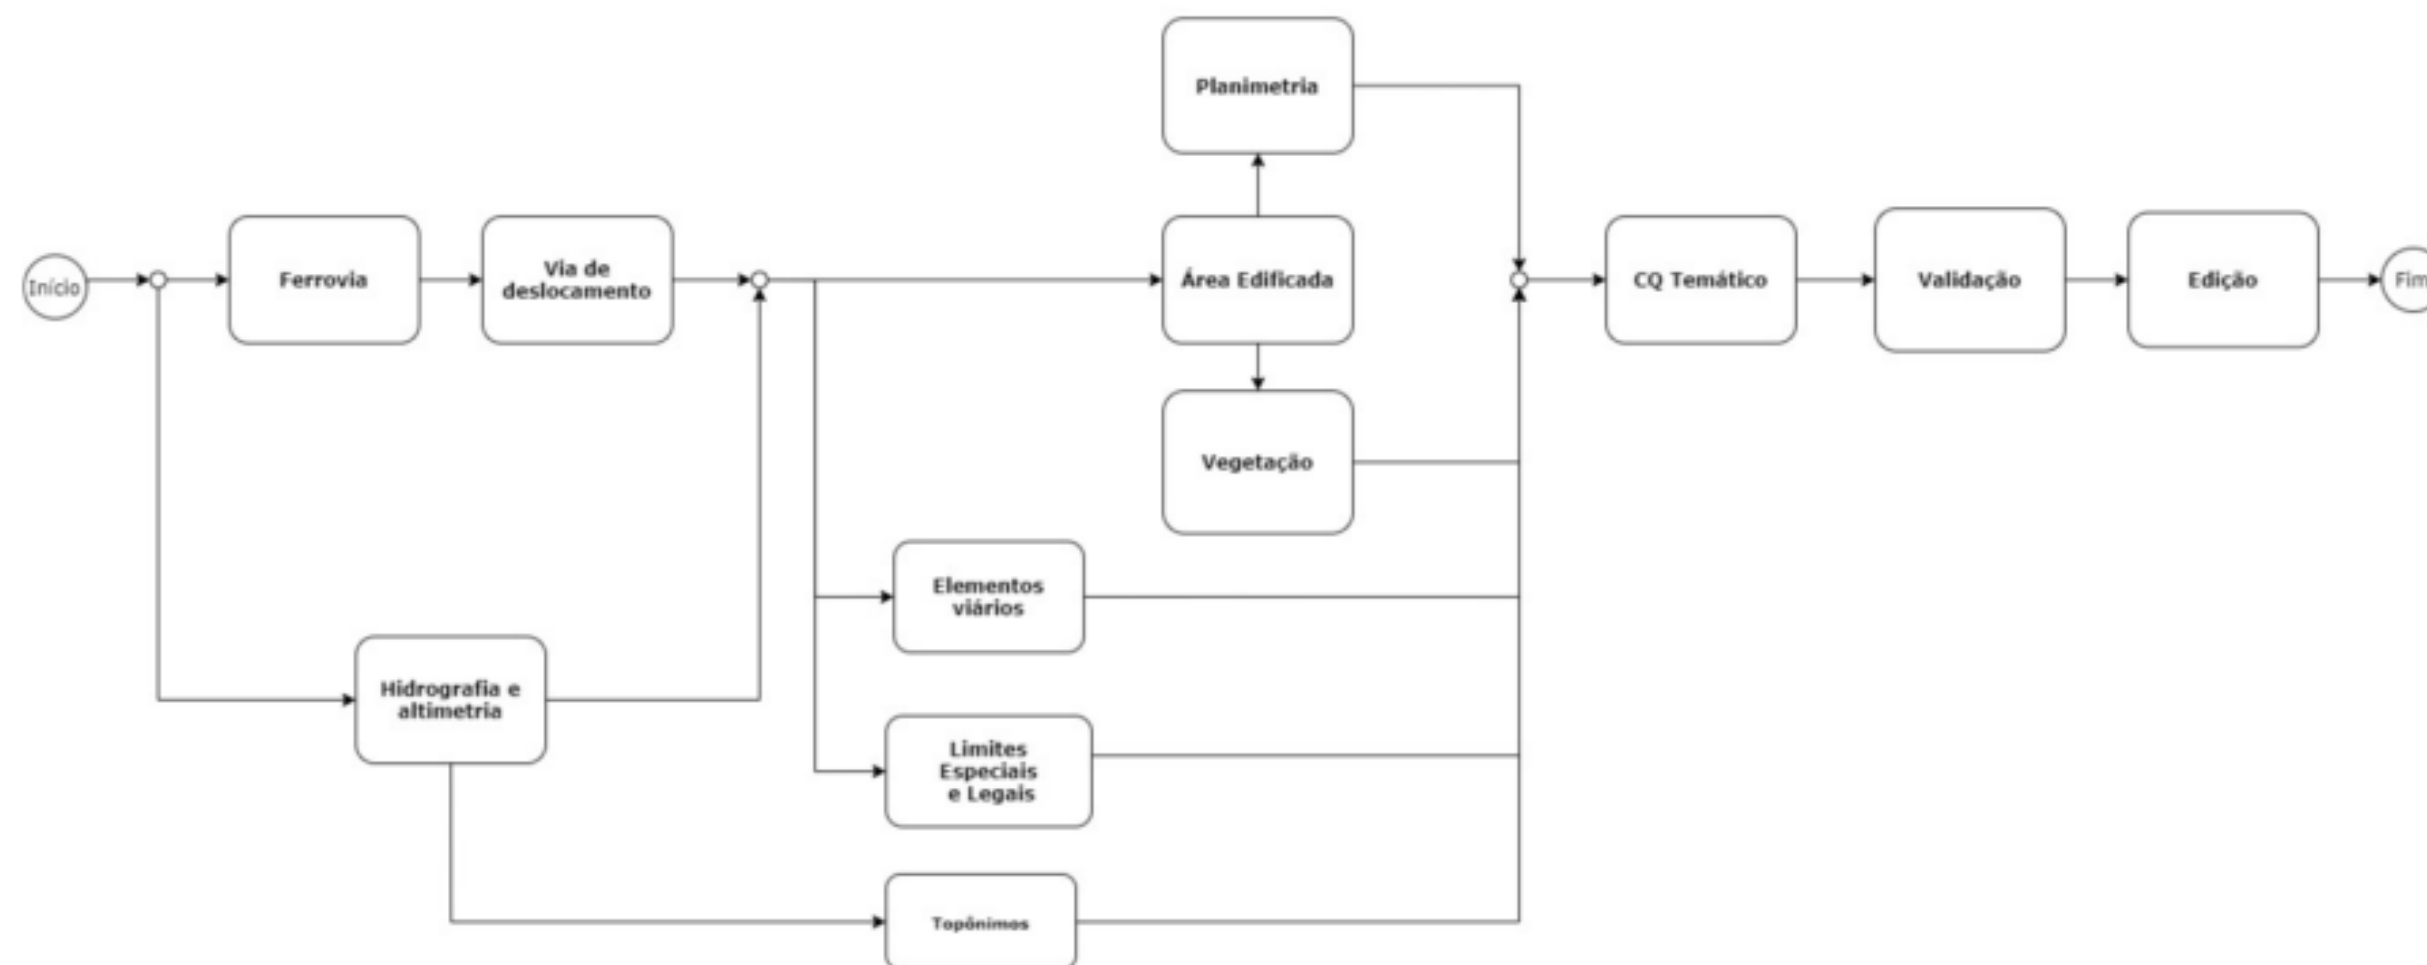 Planimetria
Início
Ferrovia
Via de
deslocamento
Área Edificada
CQ Temático
Validação
Edição
Fim
Vegetação
Elementos
viários
Hidrografia e
altimetria
Limites
Especiais
e Legais
Topônimos